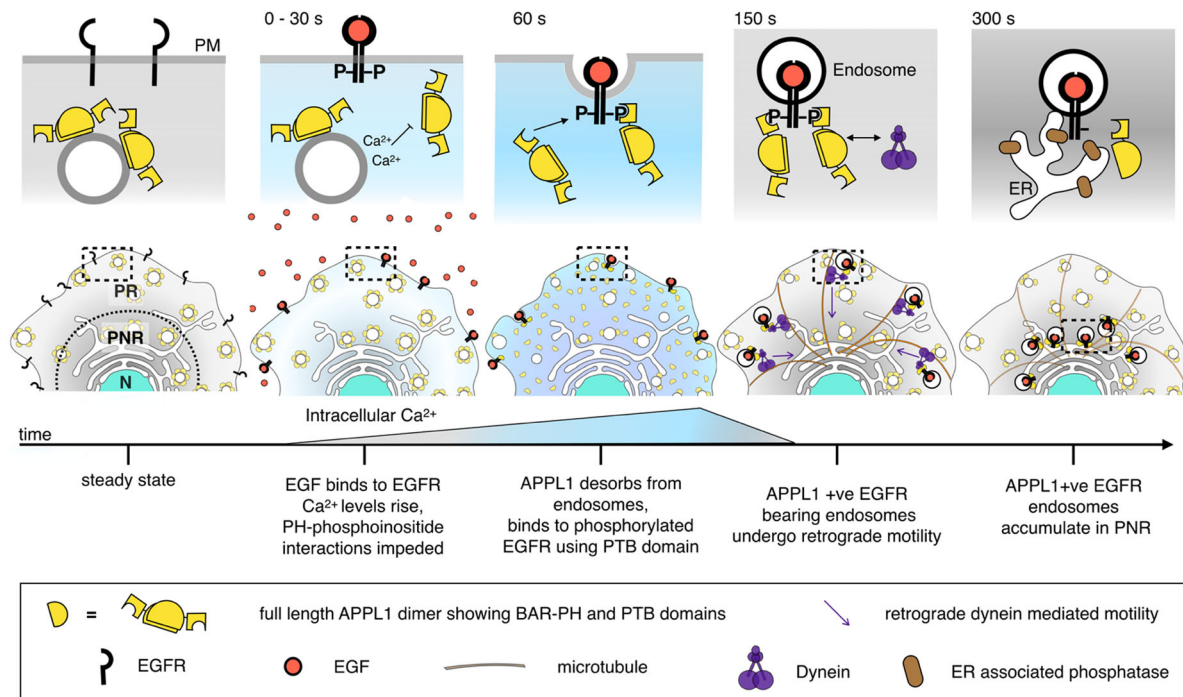 0 - 30 s
60 s
150 s
300 s
PM
P P
Ca²⁺
Ca²⁺
P P
Endosome
P P
ER
PR
PNR
N
Intracellular Ca²⁺
time
steady state
EGF binds to EGFR
Ca²⁺ levels rise,
PH-phosphoinositide
interactions impeded
APPL1 desorbs from
endosomes,
binds to phosphorylated
EGFR using PTB domain
APPL1 +ve EGFR
bearing endosomes
undergo retrograde motility
APPL1+ve EGFR
endosomes
accumulate in PNR
= full length APPL1 dimer showing BAR-PH and PTB domains
retrograde dynein mediated motility
EGFR
EGF
microtubule
Dynein
ER associated phosphatase